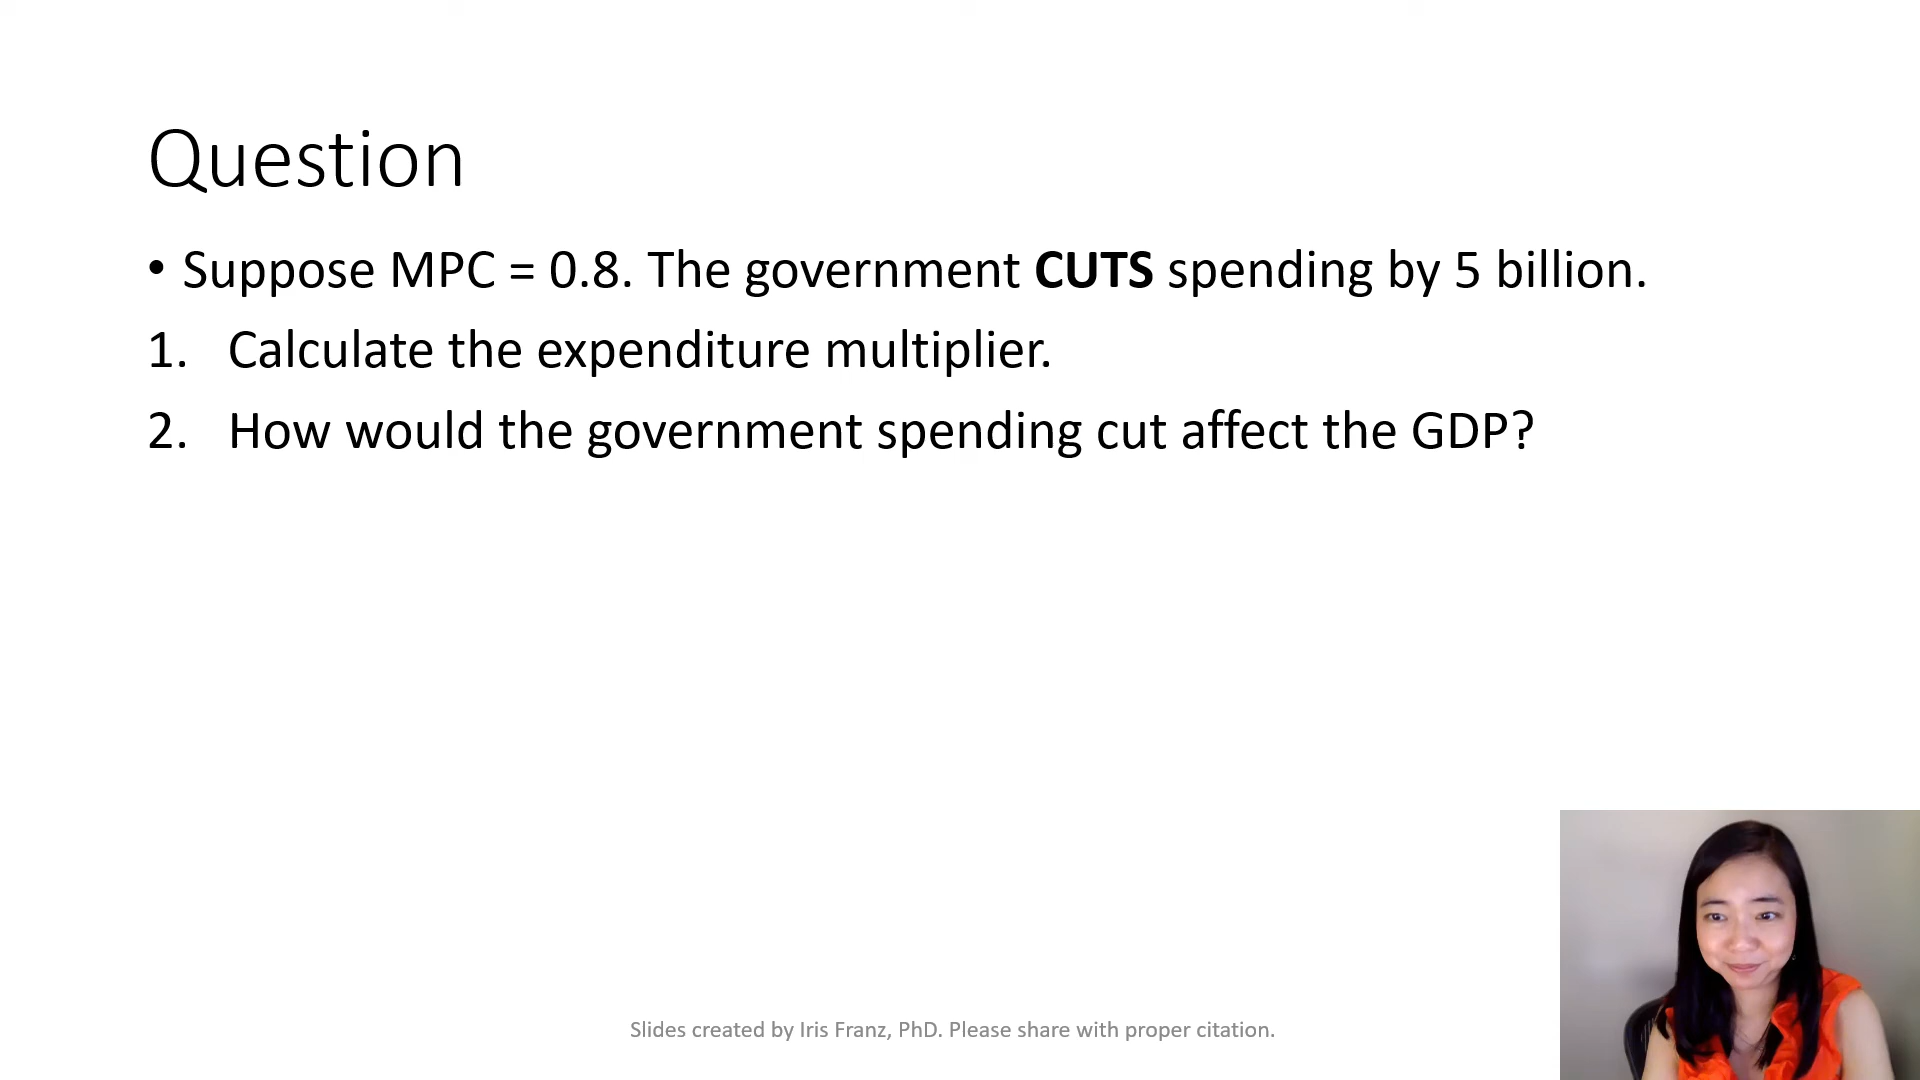 Question
• Suppose MPC = 0.8. The government CUTS spending by 5 billion.
1. Calculate the expenditure multiplier.
2. How would the government spending cut affect the GDP?
Slides created by Iris Franz, PhD. Please share with proper citation.